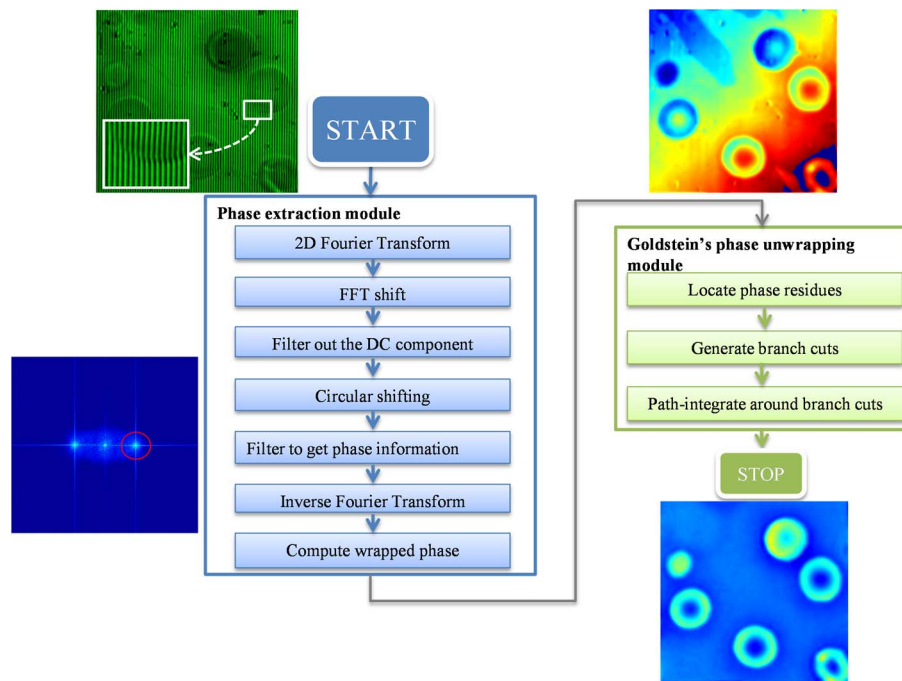 START
Phase extraction module
2D Fourier Transform
FFT shift
Filter out the DC component
Circular shifting
Filter to get phase information
Inverse Fourier Transform
Compute wrapped phase
Goldstein's phase unwrapping
module
Locate phase residues
Generate branch cuts
Path-integrate around branch cuts
STOP